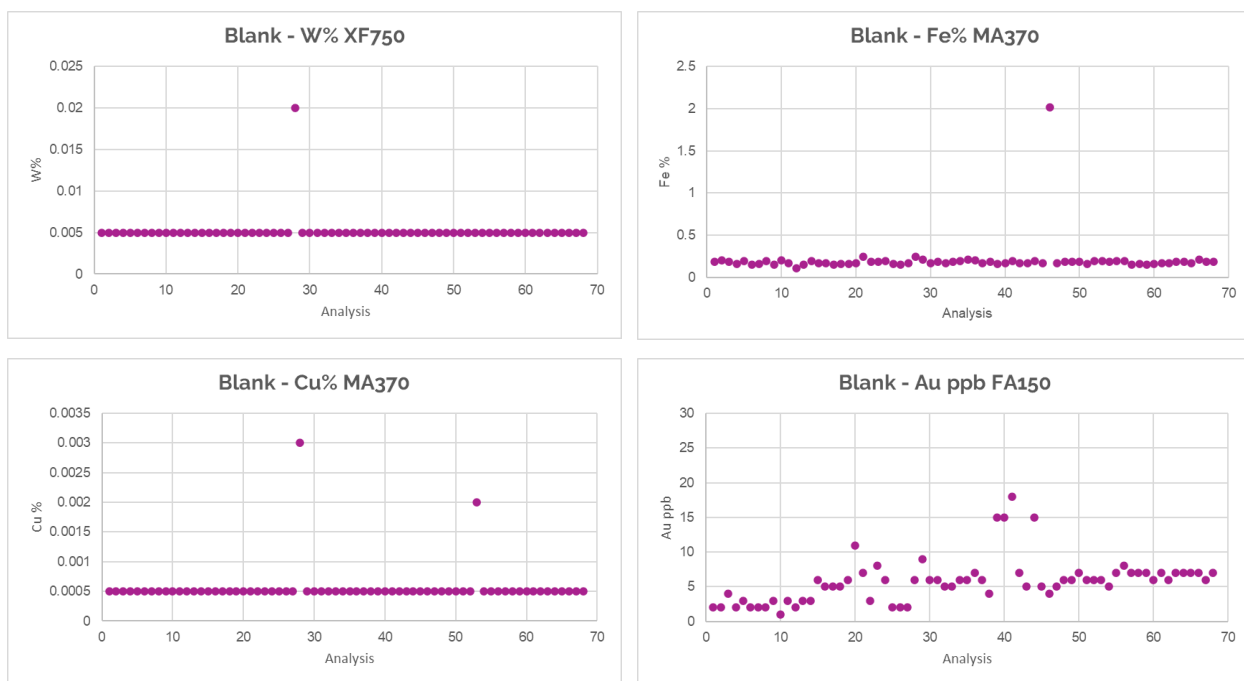 Blank - W% XF750
0.025
0.02
0.015
0.01
0.005
0
W%
0 10 20 30 40 50 60 70
Analysis
Blank - Fe% MA370
2.5
2
1.5
1
0.5
0
Fe %
0 10 20 30 40 50 60 70
Analysis
Blank - Cu% MA370
0.0035
0.003
0.0025
0.002
0.0015
0.001
0.0005
0
Cu %
0 10 20 30 40 50 60 70
Analysis
Blank - Au ppb FA150
30
25
20
15
10
5
0
Au ppb
0 10 20 30 40 50 60 70
Analysis